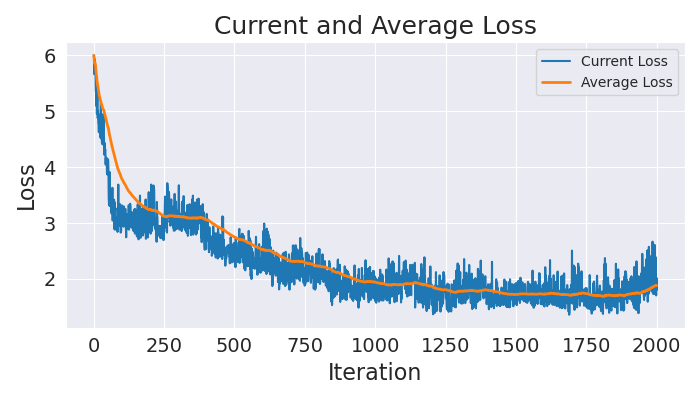 Current and Average Loss
Current Loss
Average Loss
Loss
6
5
4
3
2
0 250 500 750 1000 1250 1500 1750 2000
Iteration